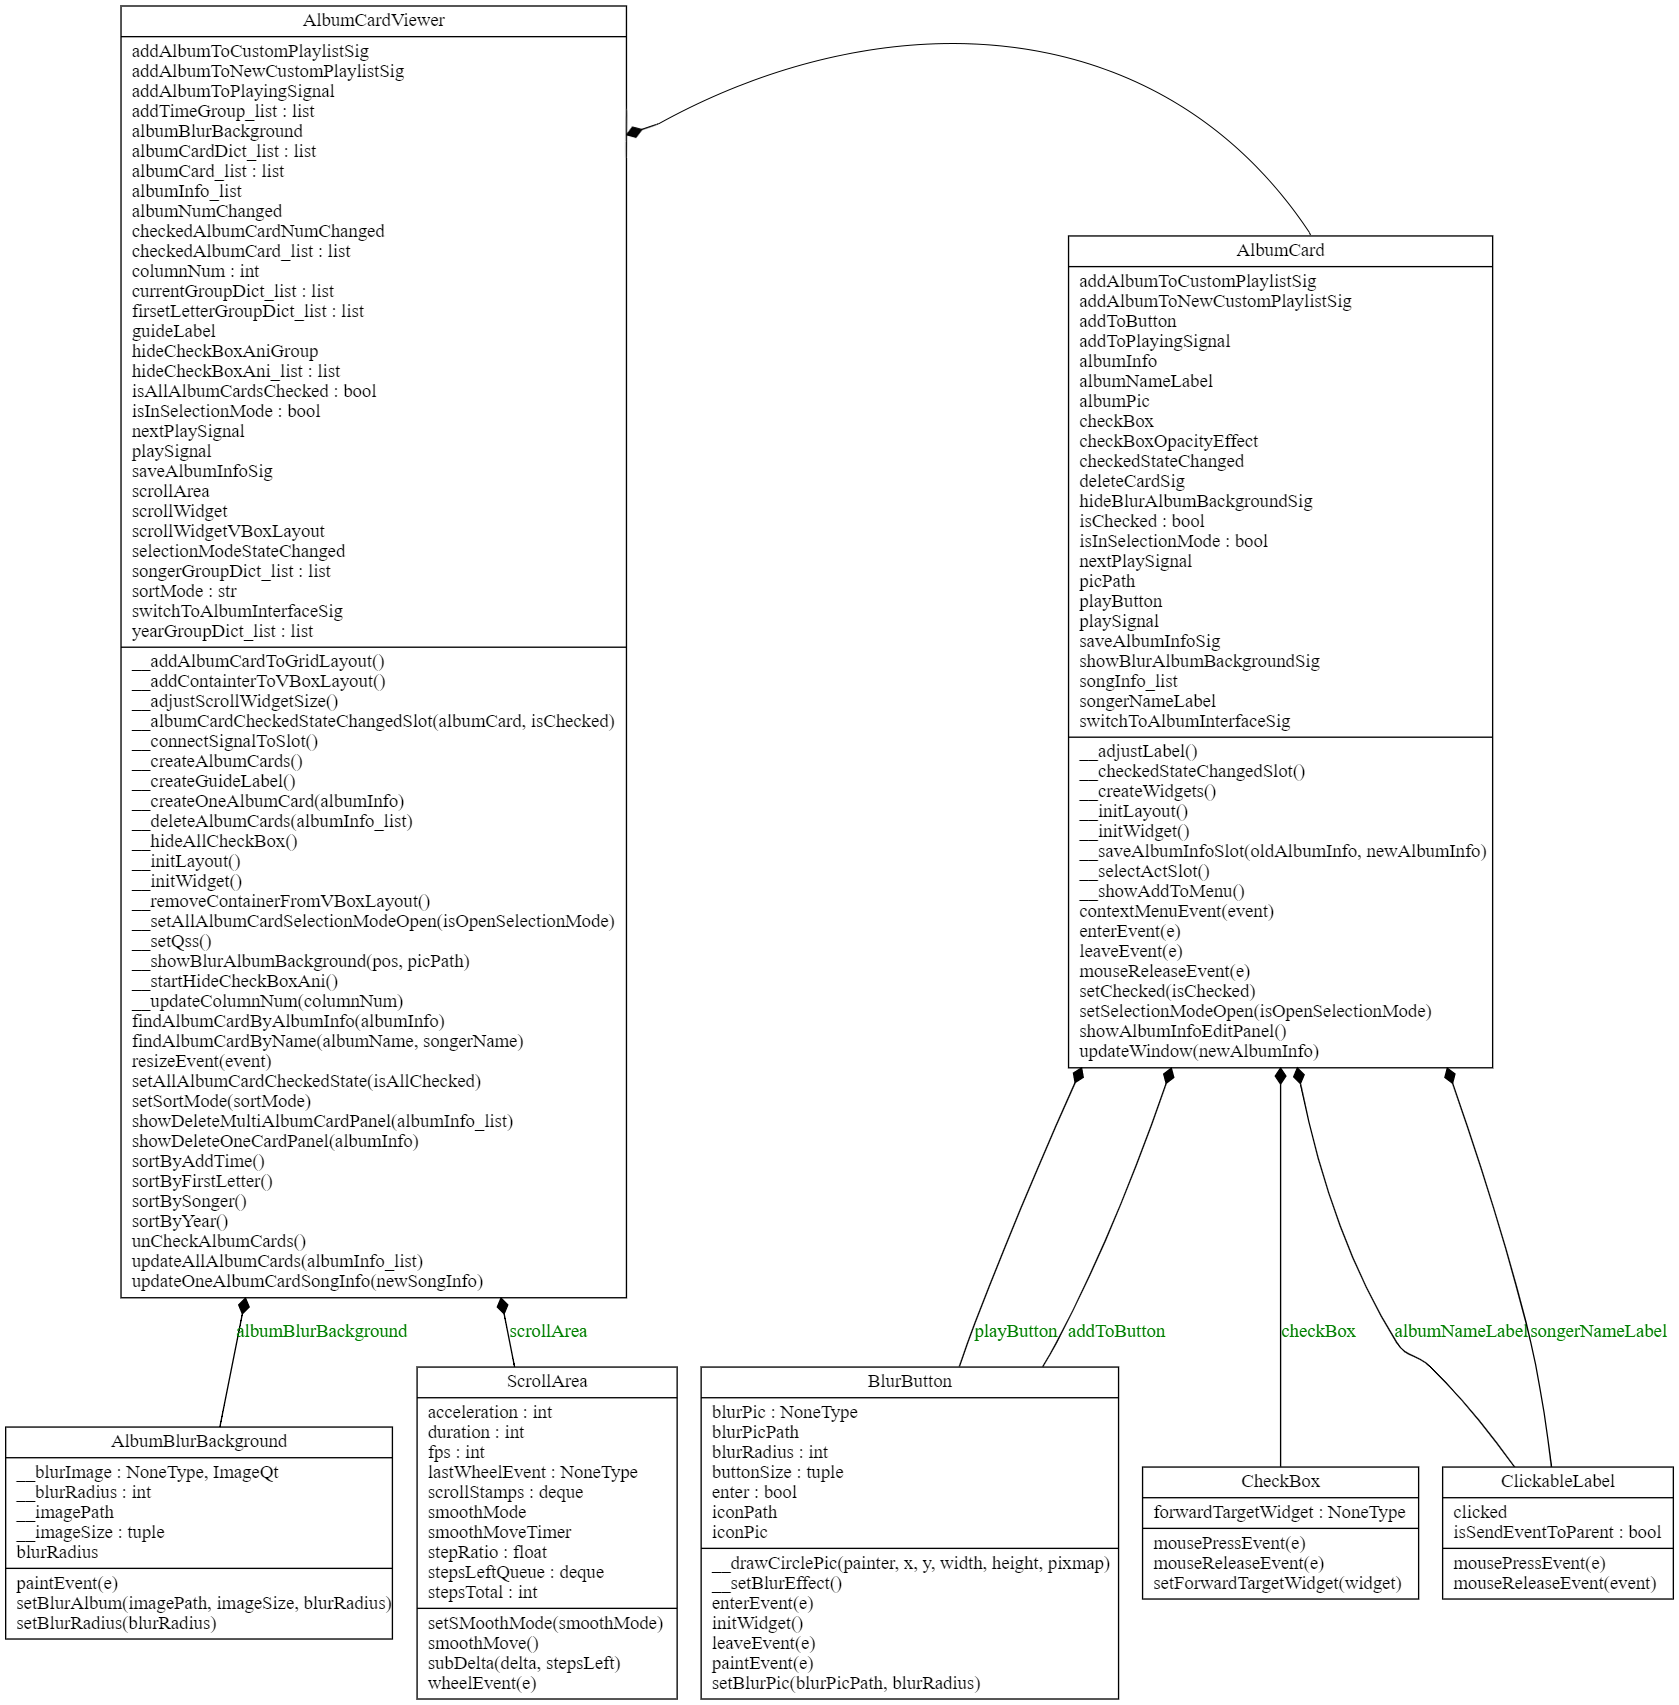 AlbumCardViewer
addAlbumToCustomPlaylistSig
addAlbumToNewCustomPlaylistSig
addAlbumToPlayingSignal
addTimeGroup_list : list
albumBlurBackground
albumCardDict_list : list
albumCard_list : list
albumInfo_list
albumNumChanged
checkedAlbumCardNumChanged
checkedAlbumCard_list : list
columnNum : int
currentGroupDict_list : list
firsetLetterGroupDict_list : list
guideLabel
hideCheckBoxAniGroup
hideCheckBoxAni_list : list
isAllAlbumCardsChecked : bool
isInSelectionMode : bool
nextPlaySignal
playSignal
saveAlbumInfoSig
scrollArea
scrollWidget
scrollWidgetVBoxLayout
selectionModeStateChanged
songerGroupDict_list : list
sortMode : str
switchToAlbumInterfaceSig
yearGroupDict_list : list
__addAlbumCardToGridLayout()
__addContainterToVBoxLayout()
__adjustScrollWidgetSize()
__albumCardCheckedStateChangedSlot(albumCard, isChecked)
__connectSignalToSlot()
__createAlbumCards()
__createGuideLabel()
__createOneAlbumCard(albumInfo)
__deleteAlbumCards(albumInfo_list)
__hideAllCheckBox()
__initLayout()
__initWidget()
__removeContainerFromVBoxLayout()
__setAllAlbumCardSelectionModeOpen(isOpenSelectionMode)
__setQss()
__showBlurAlbumBackground(pos, picPath)
__startHideCheckBoxAni()
__updateColumnNum(columnNum)
findAlbumCardByAlbumInfo(albumInfo)
findAlbumCardByName(albumName, songerName)
resizeEvent(event)
setAllAlbumCardCheckedState(isAllChecked)
setSortMode(sortMode)
showDeleteMultiAlbumCardPanel(albumInfo_list)
showDeleteOneCardPanel(albumInfo)
sortByAddTime()
sortByFirstLetter()
sortBySonger()
sortByYear()
unCheckAlbumCards()
updateAllAlbumCards(albumInfo_list)
updateOneAlbumCardSongInfo(newSongInfo)
AlbumCard
addAlbumToCustomPlaylistSig
addAlbumToNewCustomPlaylistSig
addToButton
addToPlayingSignal
albumInfo
albumNameLabel
albumPic
checkBox
checkBoxOpacityEffect
checkedStateChanged
deleteCardSig
hideBlurAlbumBackgroundSig
isChecked : bool
isInSelectionMode : bool
nextPlaySignal
picPath
playButton
playSignal
saveAlbumInfoSig
showBlurAlbumBackgroundSig
songInfo_list
songerNameLabel
switchToAlbumInterfaceSig
__adjustLabel()
__checkedStateChangedSlot()
__createWidgets()
__initLayout()
__initWidget()
__saveAlbumInfoSlot(oldAlbumInfo, newAlbumInfo)
__selectActSlot()
__showAddToMenu()
contextMenuEvent(event)
enterEvent(e)
leaveEvent(e)
mouseReleaseEvent(e)
setChecked(isChecked)
setSelectionModeOpen(isOpenSelectionMode)
showAlbumInfoEditPanel()
updateWindow(newAlbumInfo)
albumBlurBackground
scrollArea
playButton
addToButton
checkBox
albumNameLabel
songerNameLabel
AlbumBlurBackground
__blurImage : NoneType, ImageQt
__blurRadius : int
__imagePath
__imageSize : tuple
blurRadius
paintEvent(e)
setBlurAlbum(imagePath, imageSize, blurRadius)
setBlurRadius(blurRadius)
ScrollArea
acceleration : int
duration : int
fps : int
lastWheelEvent : NoneType
scrollStamps : deque
smoothMode
smoothMoveTimer
stepRatio : float
stepsLeftQueue : deque
stepsTotal : int
setSMoothMode(smoothMode)
smoothMove()
subDelta(delta, stepsLeft)
wheelEvent(e)
BlurButton
blurPic : NoneType
blurPicPath
blurRadius : int
buttonSize : tuple
enter : bool
iconPath
iconPic
__drawCirclePic(painter, x, y, width, height, pixmap)
__setBlurEffect()
enterEvent(e)
initWidget()
leaveEvent(e)
paintEvent(e)
setBlurPic(blurPicPath, blurRadius)
CheckBox
forwardTargetWidget : NoneType
mousePressEvent(e)
mouseReleaseEvent(e)
setForwardTargetWidget(widget)
ClickableLabel
clicked
isSendEventToParent : bool
mousePressEvent(e)
mouseReleaseEvent(event)